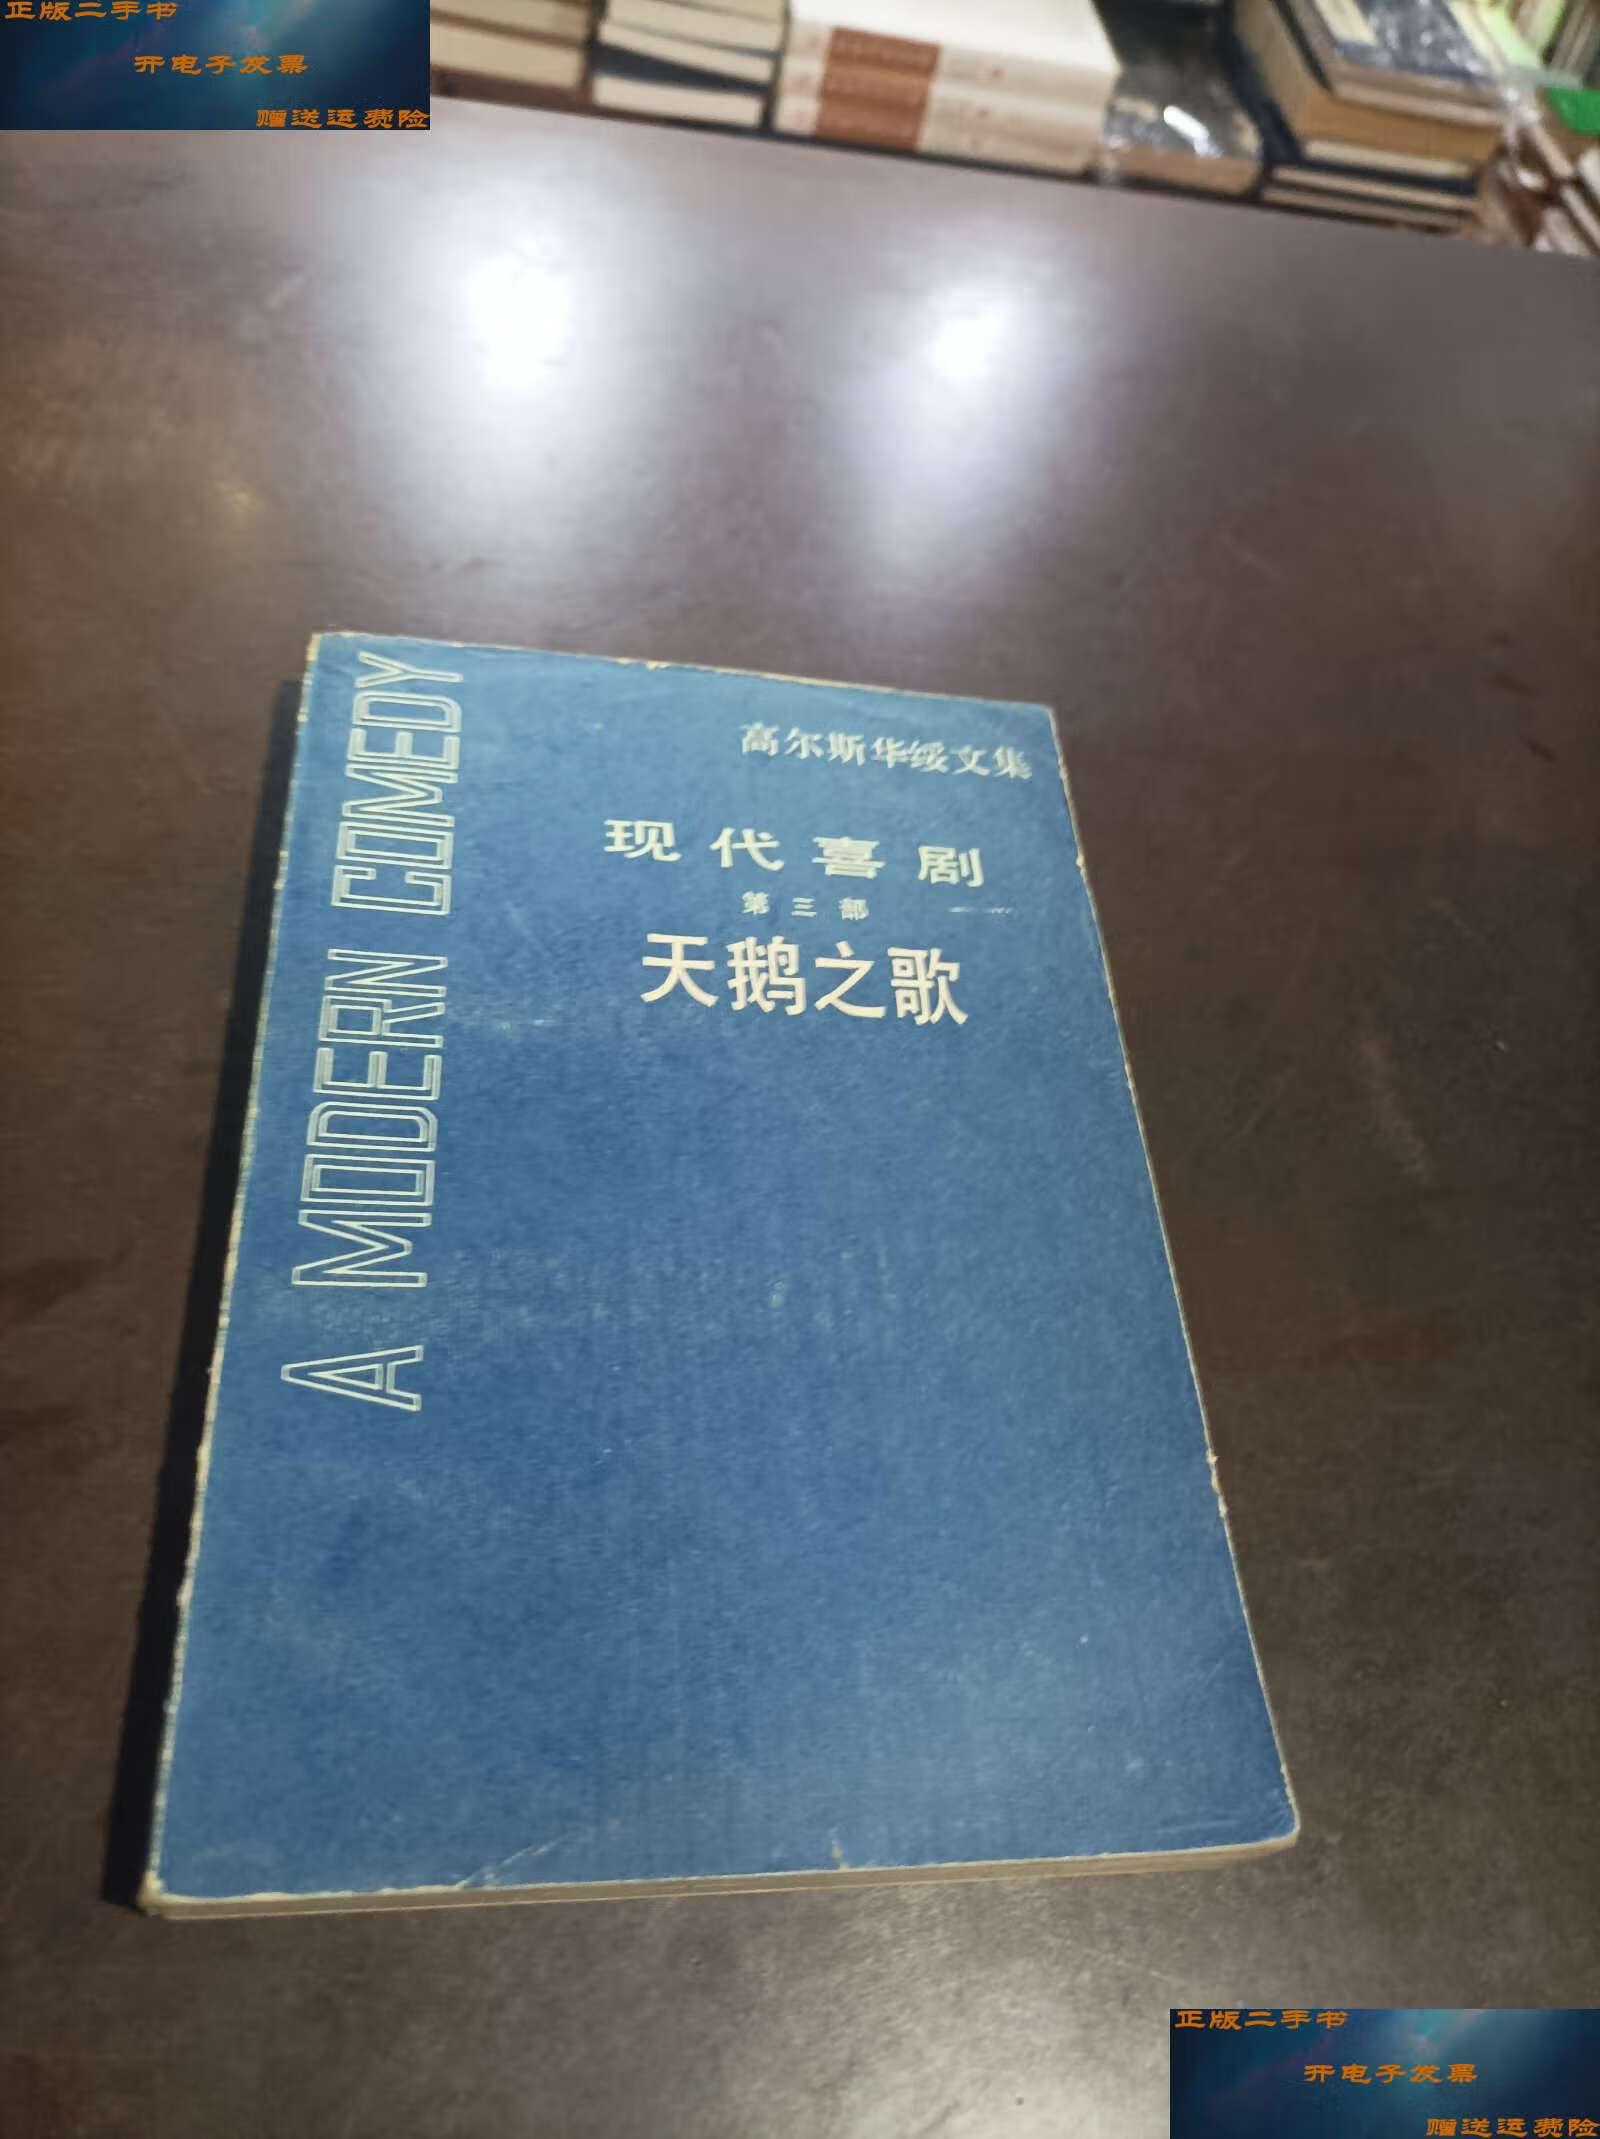 正版二手书
开电子发票
赠送运费险
A MODERN COMEDY
高尔斯华绥文集
现代喜剧
第三部
天鹅之歌
正版二手书
开电子发票
赠送运费险